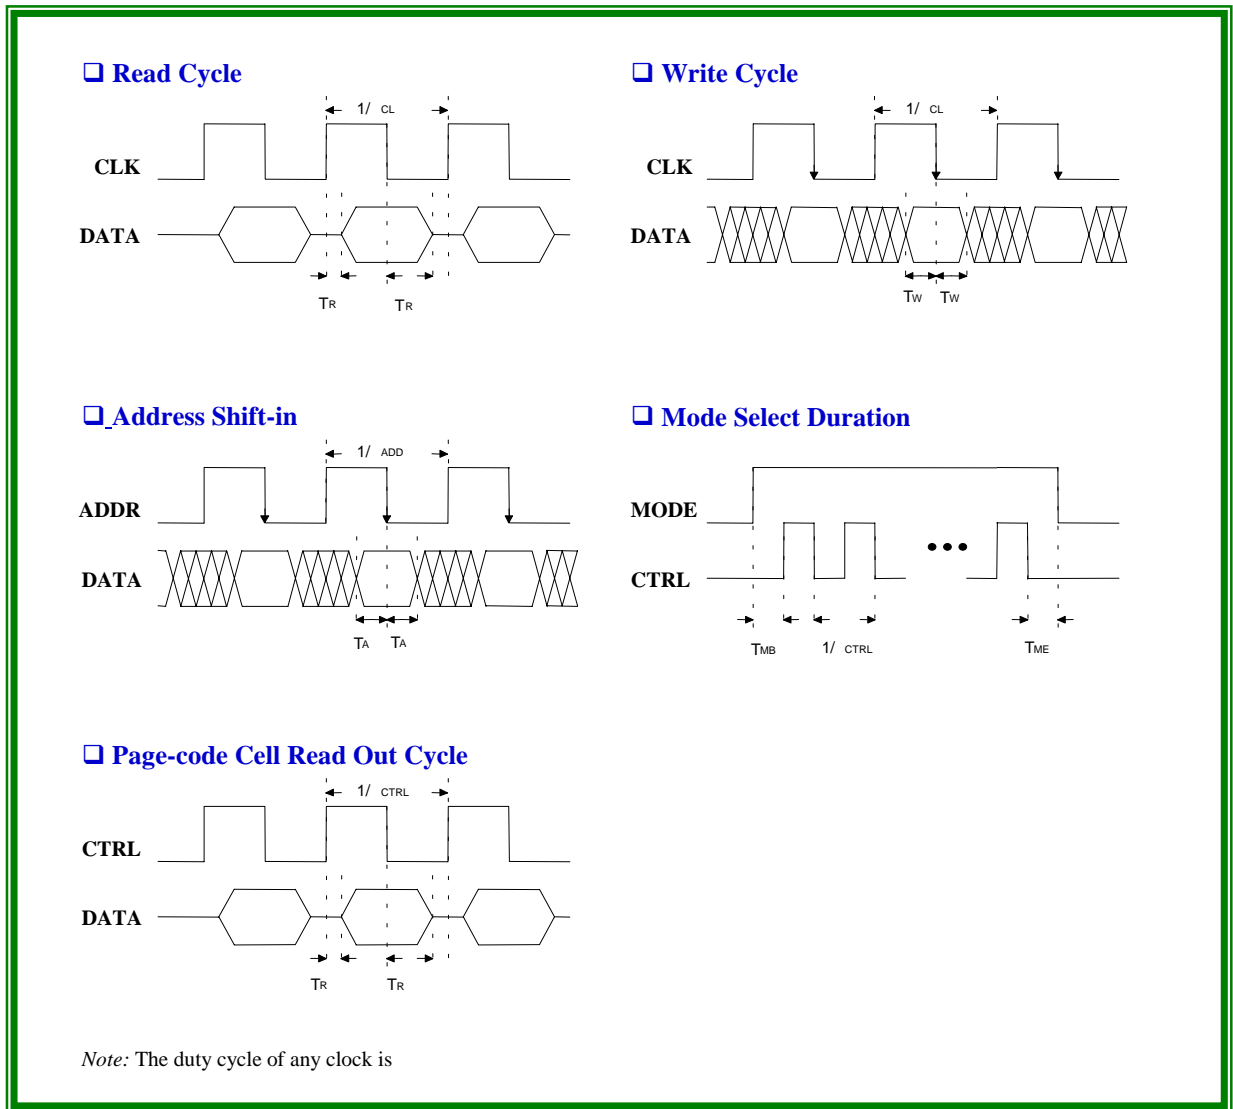 ❑ Read Cycle
1/ CL
CLK
DATA
TR TR
❑ Write Cycle
1/ CL
CLK
DATA
TW TW
❑ Address Shift-in
1/ ADD
ADDR
DATA
TA TA
❑ Mode Select Duration
MODE
CTRL
TMB 1/ CTRL TME
❑ Page-code Cell Read Out Cycle
1/ CTRL
CTRL
DATA
TR TR
Note: The duty cycle of any clock is